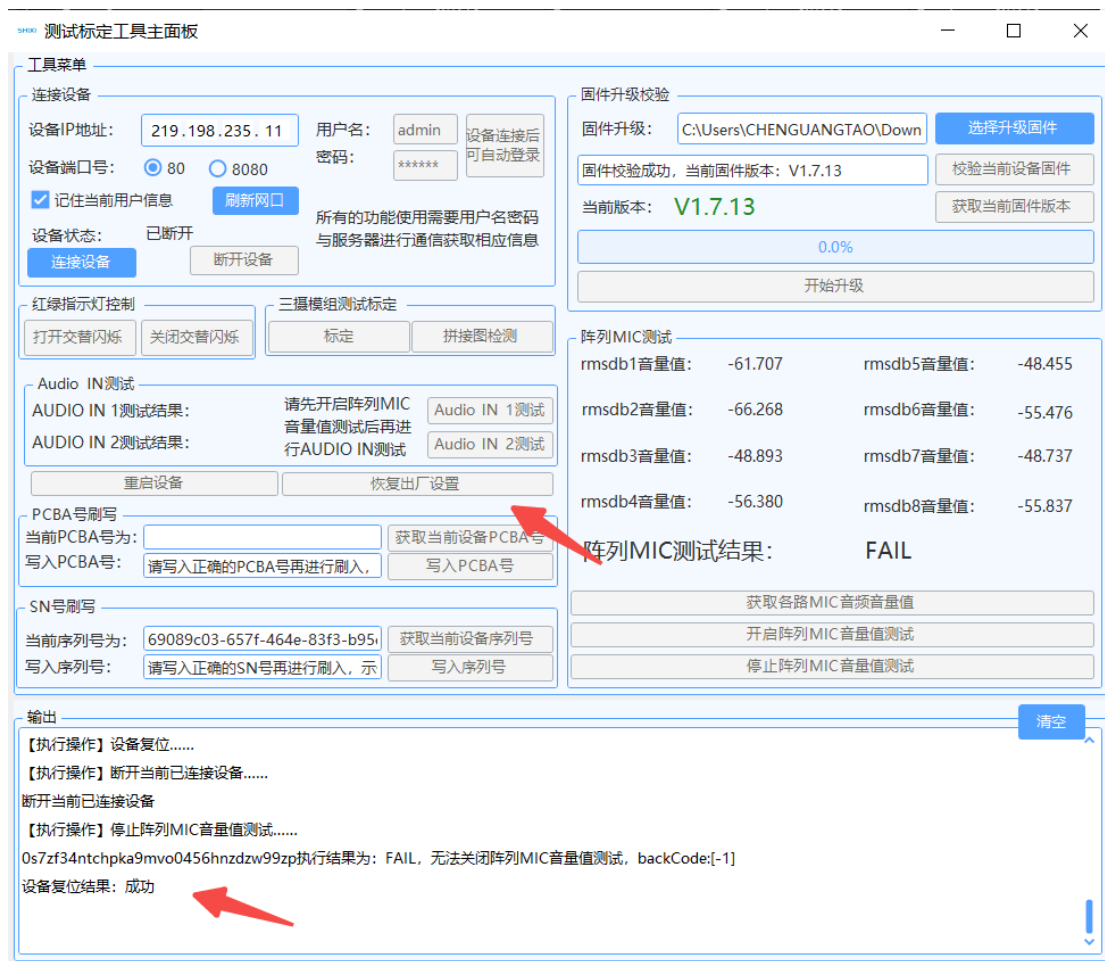 SHIXI 测试标定工具主面板
工具菜单
连接设备
设备IP地址：
219.198.235. 11
用户名：
admin
设备连接后
可自动登录
设备端口号：
80
8080
密码：
******
记住当前用户信息
刷新网口
所有的功能使用需要用户名密码
与服务器进行通信获取相应信息
设备状态：
已断开
连接设备
断开设备
红绿指示灯控制
打开交替闪烁
关闭交替闪烁
三摄模组测试标定
标定
拼接图检测
Audio IN测试
AUDIO IN 1测试结果：
AUDIO IN 2测试结果：
请先开启阵列MIC
音量值测试后再进
行AUDIO IN测试
Audio IN 1测试
Audio IN 2测试
重启设备
恢复出厂设置
PCBA号刷写
当前PCBA号为：
获取当前设备PCBA号
写入PCBA号：
请写入正确的PCBA号再进行刷入，
写入PCBA号
SN号刷写
当前序列号为：
69089c03-657f-464e-83f3-b95
获取当前设备序列号
写入序列号：
请写入正确的SN号再进行刷入，示
写入序列号
固件升级校验
固件升级：
C:\Users\CHENGUANGTAO\Down
选择升级固件
固件校验成功，当前固件版本：V1.7.13
校验当前设备固件
当前版本：
V1.7.13
获取当前固件版本
0.0%
开始升级
阵列MIC测试
rmsdb1音量值： -61.707 rmsdb5音量值： -48.455
rmsdb2音量值： -66.268 rmsdb6音量值： -55.476
rmsdb3音量值： -48.893 rmsdb7音量值： -48.737
rmsdb4音量值： -56.380 rmsdb8音量值： -55.837
阵列MIC测试结果： FAIL
获取各路MIC音频音量值
开启阵列MIC音量值测试
停止阵列MIC音量值测试
输出
清空
【执行操作】设备复位......
【执行操作】断开当前已连接设备......
断开当前已连接设备
【执行操作】停止阵列MIC音量值测试......
0s7zf34ntchpka9mvo0456hnzdzw99zp执行结果为：FAIL，无法关闭阵列MIC音量值测试，backCode:[-1]
设备复位结果：成功